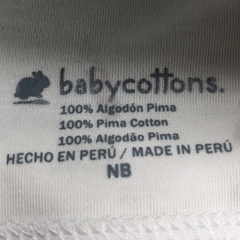 babycottons.
100% Algodón Pima
100% Pima Cotton
100% Algodão Pima
HECHO EN PERÚ / MADE IN PERÚ
NB